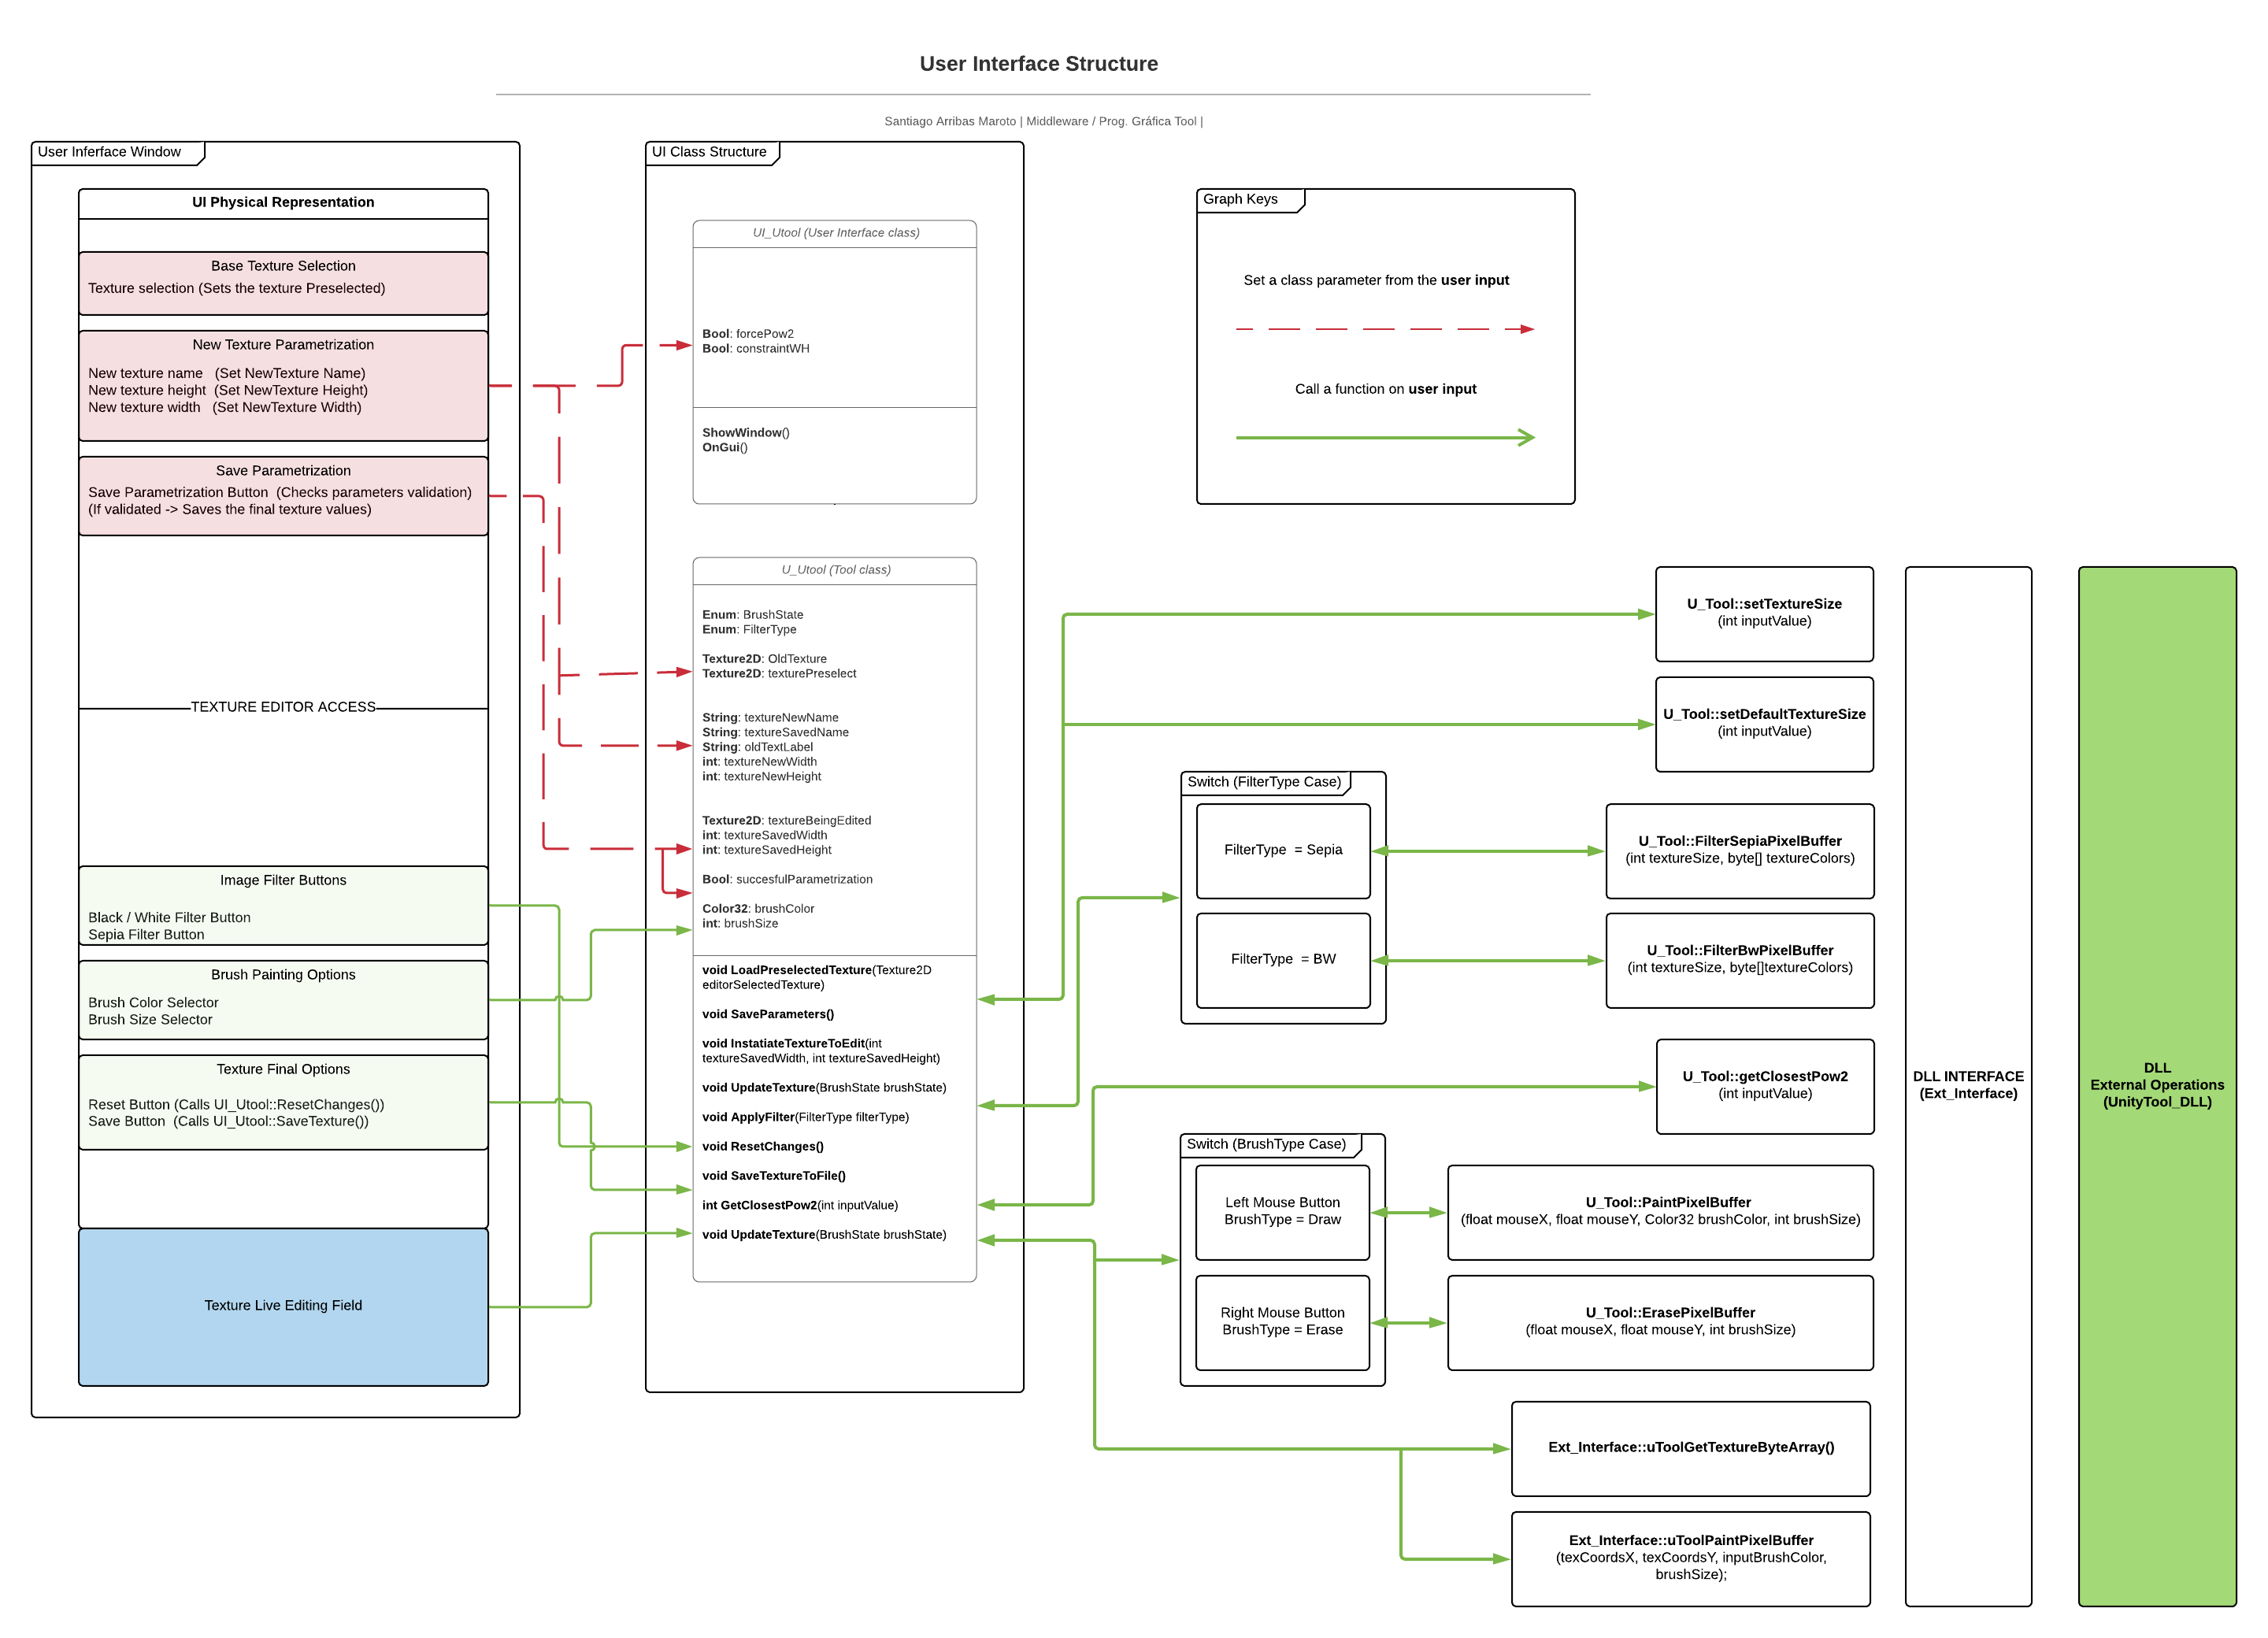 User Interface Structure
Santiago Arribas Maroto | Middleware / Prog. Gráfica Tool |
User Inferface Window
UI Physical Representation
Base Texture Selection
Texture selection (Sets the texture Preselected)
New Texture Parametrization
New texture name (Set NewTexture Name)
New texture height (Set NewTexture Height)
New texture width (Set NewTexture Width)
Save Parametrization
Save Parametrization Button (Checks parameters validation)
(If validated -> Saves the final texture values)
TEXTURE EDITOR ACCESS
Image Filter Buttons
Black / White Filter Button
Sepia Filter Button
Brush Painting Options
Brush Color Selector
Brush Size Selector
Texture Final Options
Reset Button (Calls UI_Utool::ResetChanges())
Save Button (Calls UI_Utool::SaveTexture())
Texture Live Editing Field
UI Class Structure
UI_Utool (User Interface class)
Bool: forcePow2
Bool: constraintWH
ShowWindow()
OnGui()
U_Utool (Tool class)
Enum: BrushState
Enum: FilterType
Texture2D: OldTexture
Texture2D: texturePreselect
String: textureNewName
String: textureSavedName
String: oldTextLabel
int: textureNewWidth
int: textureNewHeight
Texture2D: textureBeingEdited
int: textureSavedWidth
int: textureSavedHeight
Bool: succesfulParametrization
Color32: brushColor
int: brushSize
void LoadPreselectedTexture(Texture2D
editorSelectedTexture)
void SaveParameters()
void InstatiateTextureToEdit(int
textureSavedWidth, int textureSavedHeight)
void UpdateTexture(BrushState brushState)
void ApplyFilter(FilterType filterType)
void ResetChanges()
void SaveTextureToFile()
int GetClosestPow2(int inputValue)
void UpdateTexture(BrushState brushState)
Graph Keys
Set a class parameter from the user input
Call a function on user input
U_Tool::setTextureSize
(int inputValue)
U_Tool::setDefaultTextureSize
(int inputValue)
Switch (FilterType Case)
FilterType = Sepia
FilterType = BW
U_Tool::FilterSepiaPixelBuffer
(int textureSize, byte[] textureColors)
U_Tool::FilterBwPixelBuffer
(int textureSize, byte[]textureColors)
U_Tool::getClosestPow2
(int inputValue)
Switch (BrushType Case)
Left Mouse Button
BrushType = Draw
Right Mouse Button
BrushType = Erase
U_Tool::PaintPixelBuffer
(float mouseX, float mouseY, Color32 brushColor, int brushSize)
U_Tool::ErasePixelBuffer
(float mouseX, float mouseY, int brushSize)
Ext_Interface::uToolGetTextureByteArray()
Ext_Interface::uToolPaintPixelBuffer
(texCoordsX, texCoordsY, inputBrushColor,
brushSize);
DLL INTERFACE
(Ext_Interface)
DLL
External Operations
(UnityTool_DLL)